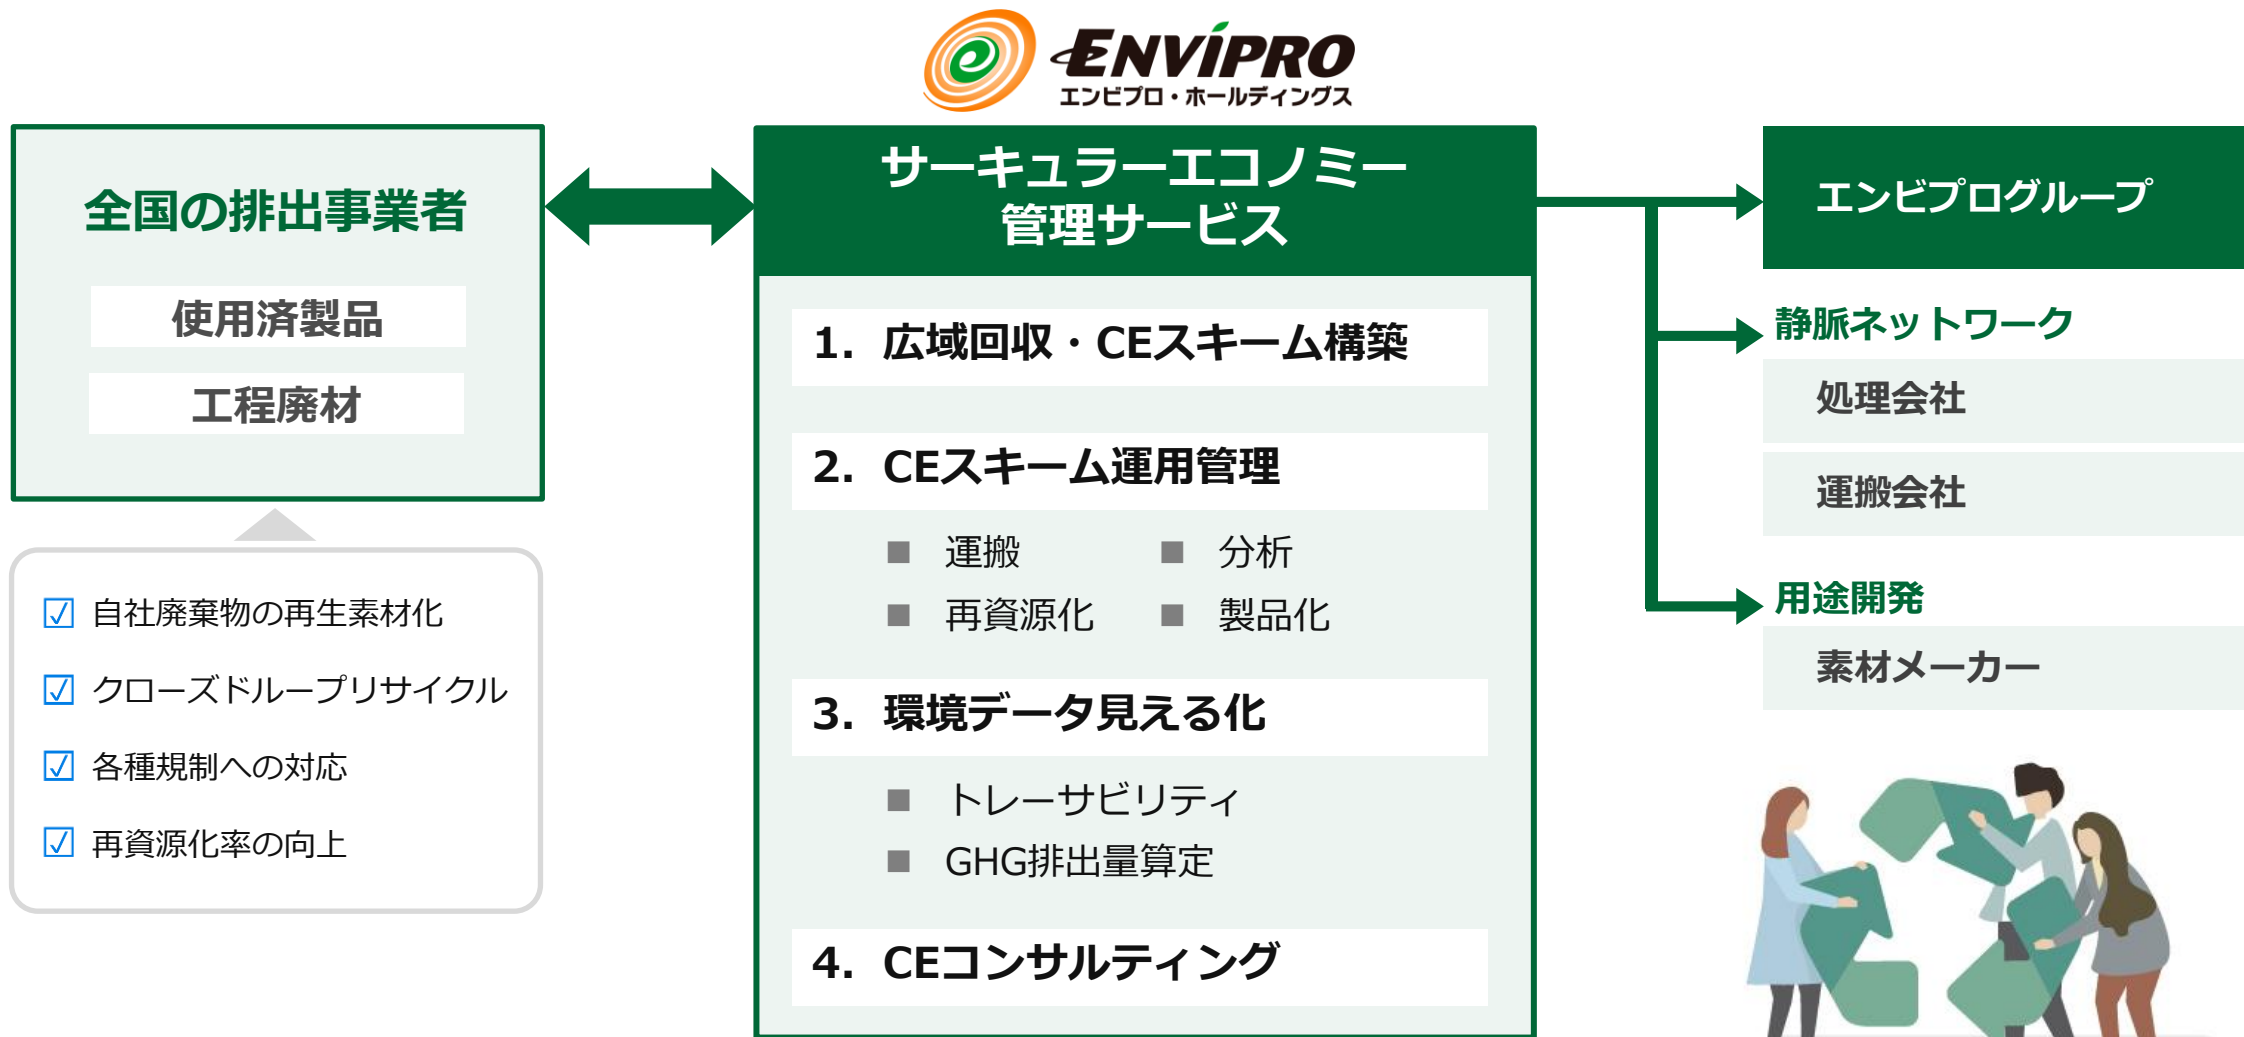 ENVIPRO
エンビプロ・ホールディングス
全国の排出事業者
使用済製品
工程廃材
自社廃棄物の再生素材化
クローズドループリサイクル
各種規制への対応
再資源化率の向上
サーキュラーエコノミー
管理サービス
1. 広域回収・CEスキーム構築
2. CEスキーム運用管理
■ 運搬 ■ 分析
■ 再資源化 ■ 製品化
3. 環境データ見える化
■ トレーサビリティ
■ GHG排出量算定
4. CEコンサルティング
エンビプログループ
静脈ネットワーク
処理会社
運搬会社
用途開発
素材メーカー